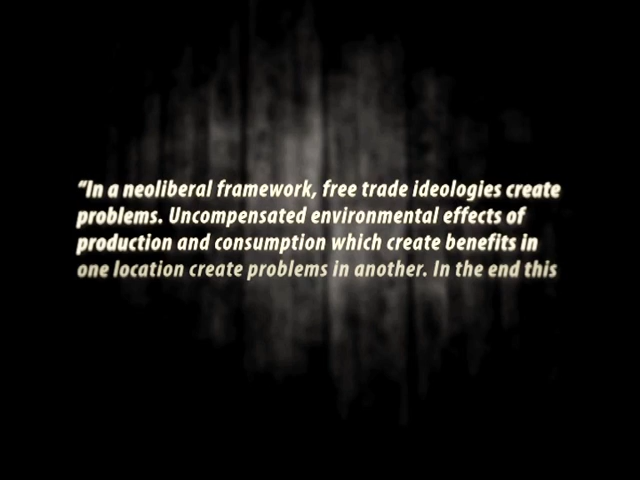 “In a neoliberal framework, free trade ideologies create
problems. Uncompensated environmental effects of
production and consumption which create benefits in
one location create problems in another. In the end this